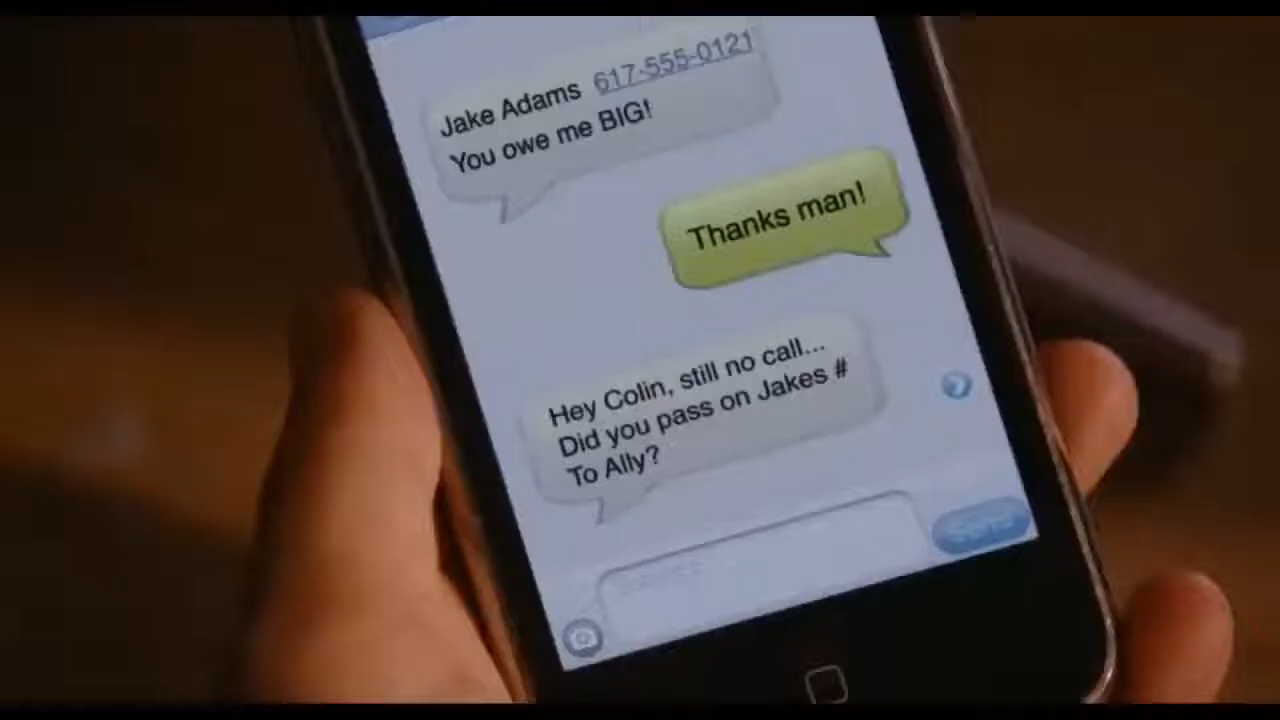 Jake Adams 617-555-0121
You owe me BIG!
Thanks man!
Hey Colin, still no call...
Did you pass on Jakes #
To Ally?
Send